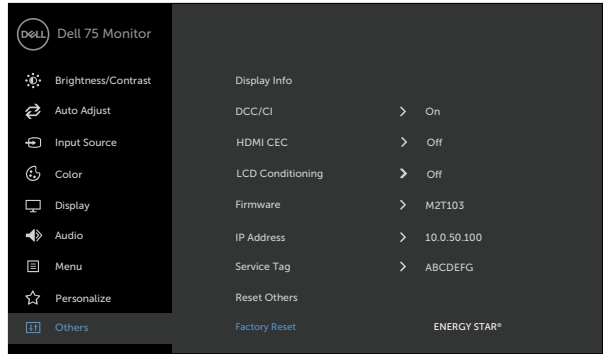 DELL Dell 75 Monitor
Brightness/Contrast Display Info
Auto Adjust DCC/CI On
Input Source HDMI CEC Off
Color LCD Conditioning Off
Display Firmware M2T103
Audio IP Address 10.0.50.100
Menu Service Tag ABCDEFG
Personalize Reset Others
Others Factory Reset ENERGY STAR®